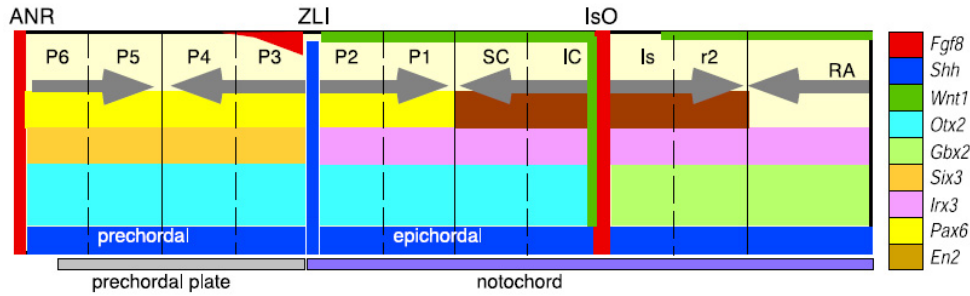 ANR ZLI IsO
P6 P5 P4 P3 P2 P1 SC IC Is r2 RA
prechordal epichordal
prechordal plate notochord
Fgf8
Shh
Wnt1
Otx2
Gbx2
Six3
Irx3
Pax6
En2